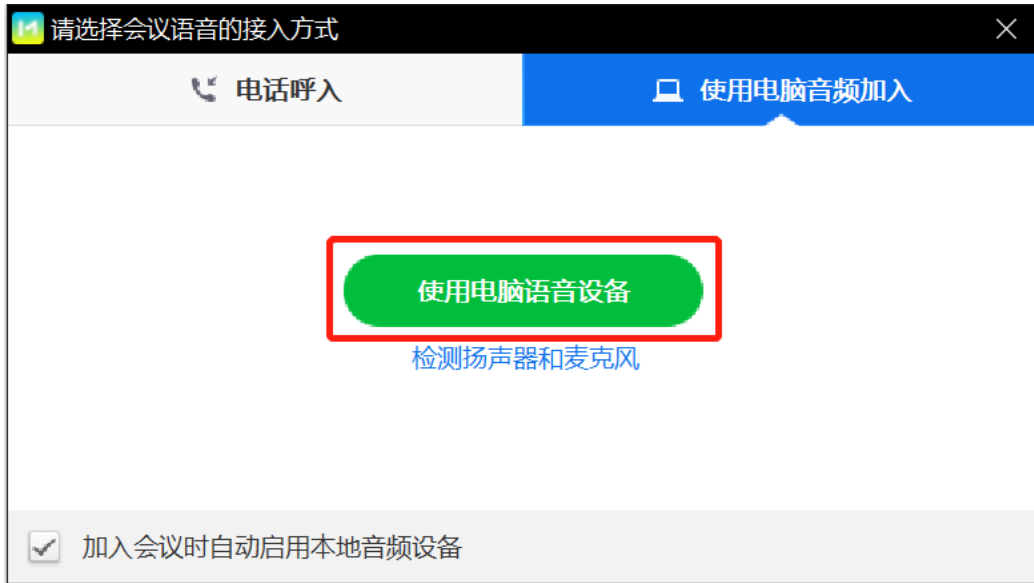 请选择会议语音的接入方式
电话呼入
使用电脑音频加入
使用电脑语音设备
检测扬声器和麦克风
加入会议时自动启用本地音频设备